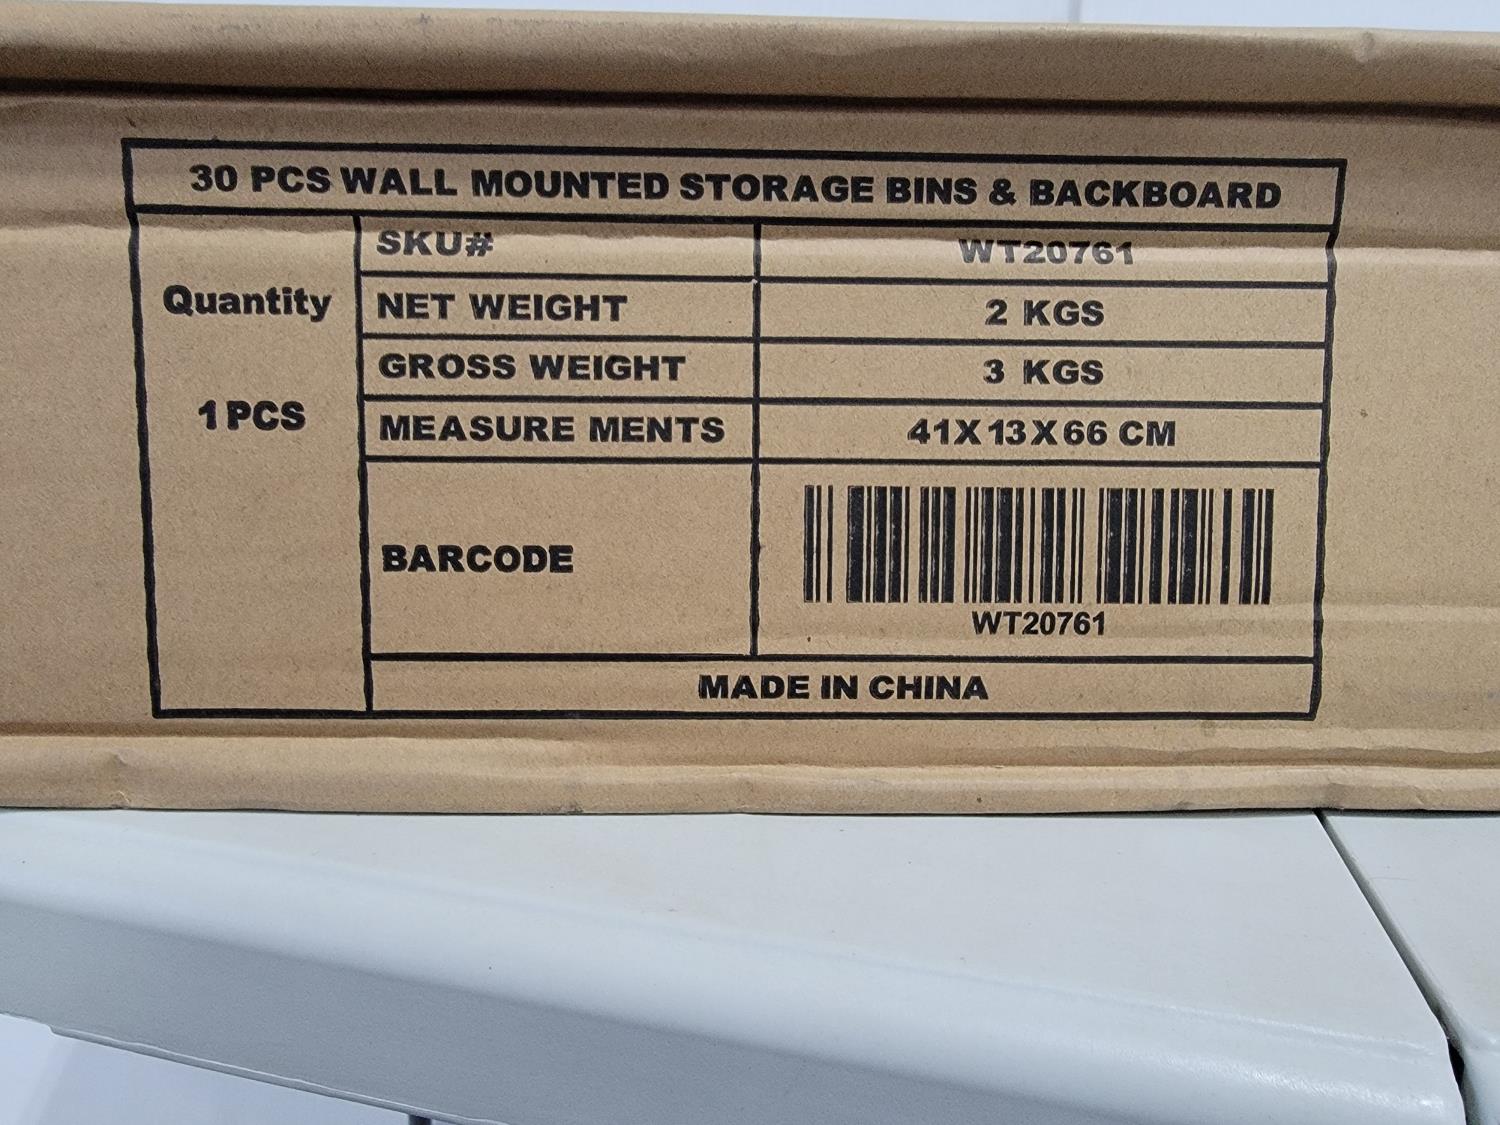 30 PCS WALL MOUNTED STORAGE BINS & BACKBOARD
Quantity
1 PCS
SKU# WT20761
NET WEIGHT 2 KGS
GROSS WEIGHT 3 KGS
MEASURE MENTS 41X13X66 CM
BARCODE
WT20761
MADE IN CHINA